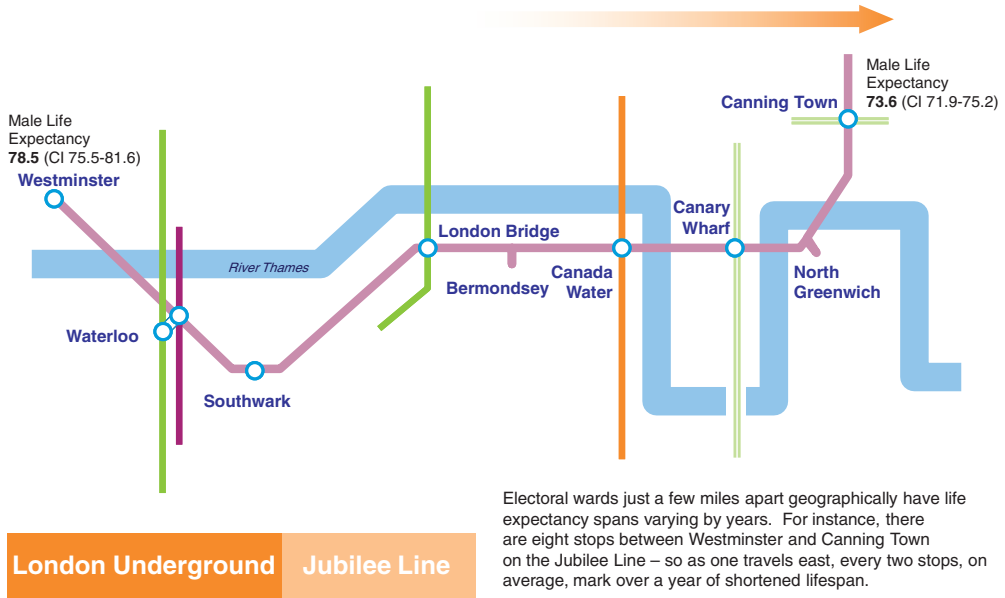 Male Life
Expectancy
73.6 (CI 71.9-75.2)
Canning Town
Male Life
Expectancy
78.5 (CI 75.5-81.6)
Westminster
Canary
Wharf
London Bridge
River Thames
Bermondsey
Canada
Water
North
Greenwich
Waterloo
Southwark
Electoral wards just a few miles apart geographically have life
expectancy spans varying by years. For instance, there
are eight stops between Westminster and Canning Town
on the Jubilee Line – so as one travels east, every two stops, on
average, mark over a year of shortened lifespan.
London Underground
Jubilee Line